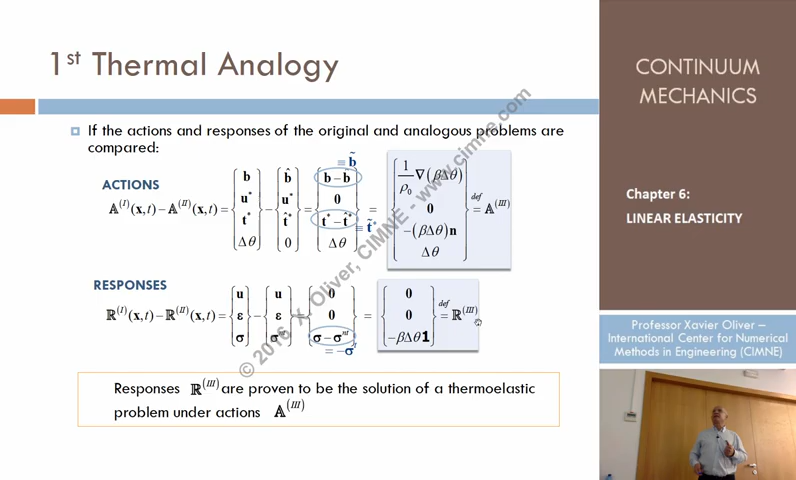 1st Thermal Analogy
If the actions and responses of the original and analogous problems are
compared:
ACTIONS
𝔸^(I)(x,t) − 𝔸^(II)(x,t) = {b, u*, t*, Δθ} − {b̂, u*, t̂*, 0} = {b − b̂, 0, t* − t̂*, Δθ} = {1/ρ₀ ∇(βΔθ), 0, −(βΔθ)n, Δθ} def= 𝔸^(III)
≡ b̃
≡ t̃*
RESPONSES
ℝ^(I)(x,t) − ℝ^(II)(x,t) = {u, ε, σ} − {u, ε, σ^nt} = {0, 0, σ − σ^nt} = {0, 0, −βΔθ1} def= ℝ^(III)
= −σ^t
Responses ℝ^(III) are proven to be the solution of a thermoelastic
problem under actions 𝔸^(III)
© 2016 X. Oliver, CIMNE - www.cimne.com
CONTINUUM
MECHANICS
Chapter 6:
LINEAR ELASTICITY
Professor Xavier Oliver –
International Center for Numerical
Methods in Engineering (CIMNE)